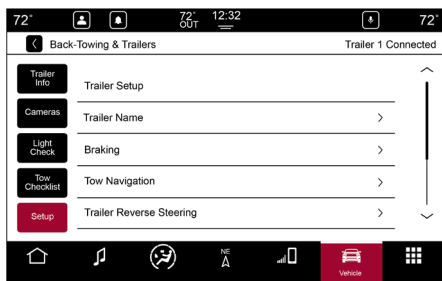 72° 72° OUT 12:32 72°
Back-Towing & Trailers Trailer 1 Connected
Trailer Info
Trailer Setup
Cameras
Trailer Name
Light Check
Braking
Tow Checklist
Tow Navigation
Setup
Trailer Reverse Steering
NE
Vehicle